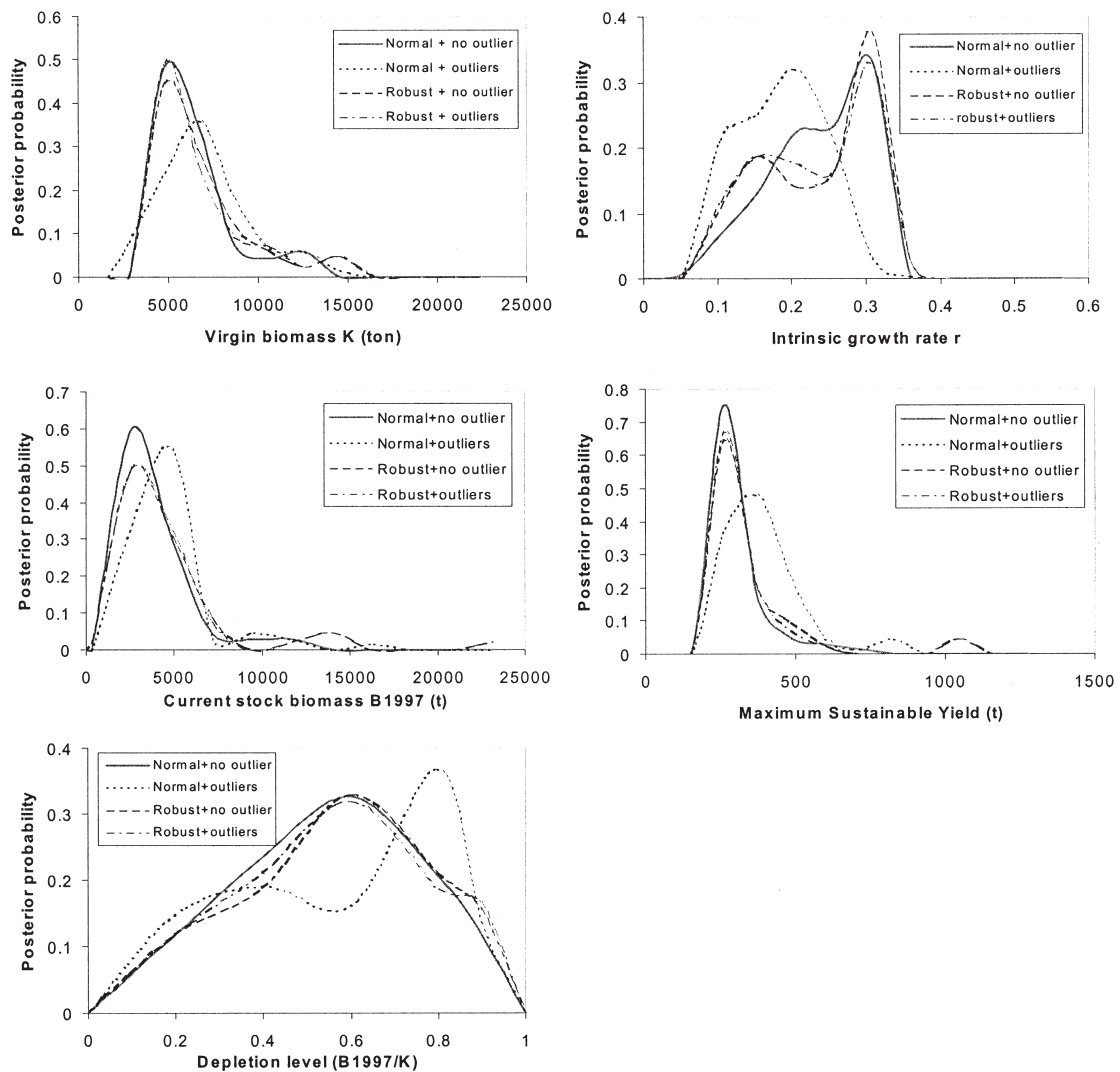 0.6
0.5
0.4
0.3
0.2
0.1
0
Posterior probability
Normal + no outlier
Normal + outliers
Robust + no outlier
Robust + outliers
0 5000 10000 15000 20000 25000
Virgin biomass K (ton)
0.4
0.3
0.2
0.1
0
Posterior probability
Normal+no outlier
Normal+outliers
Robust+no outlier
robust+outliers
0 0.1 0.2 0.3 0.4 0.5 0.6
Intrinsic growth rate r
0.7
0.6
0.5
0.4
0.3
0.2
0.1
0
Posterior probability
Normal+no outlier
Normal+outliers
Robust+no outlier
Robust+outliers
0 5000 10000 15000 20000 25000
Current stock biomass B1997 (t)
0.8
0.7
0.6
0.5
0.4
0.3
0.2
0.1
0
Posterior probability
Normal+no outlier
Normal+outliers
Robust+no outlier
Robust+outliers
0 500 1000 1500
Maximum Sustainable Yield (t)
0.4
0.3
0.2
0.1
0
Posterior probability
Normal+no outlier
Normal+outliers
Robust+no outlier
Robust+outliers
0 0.2 0.4 0.6 0.8 1
Depletion level (B1997/K)